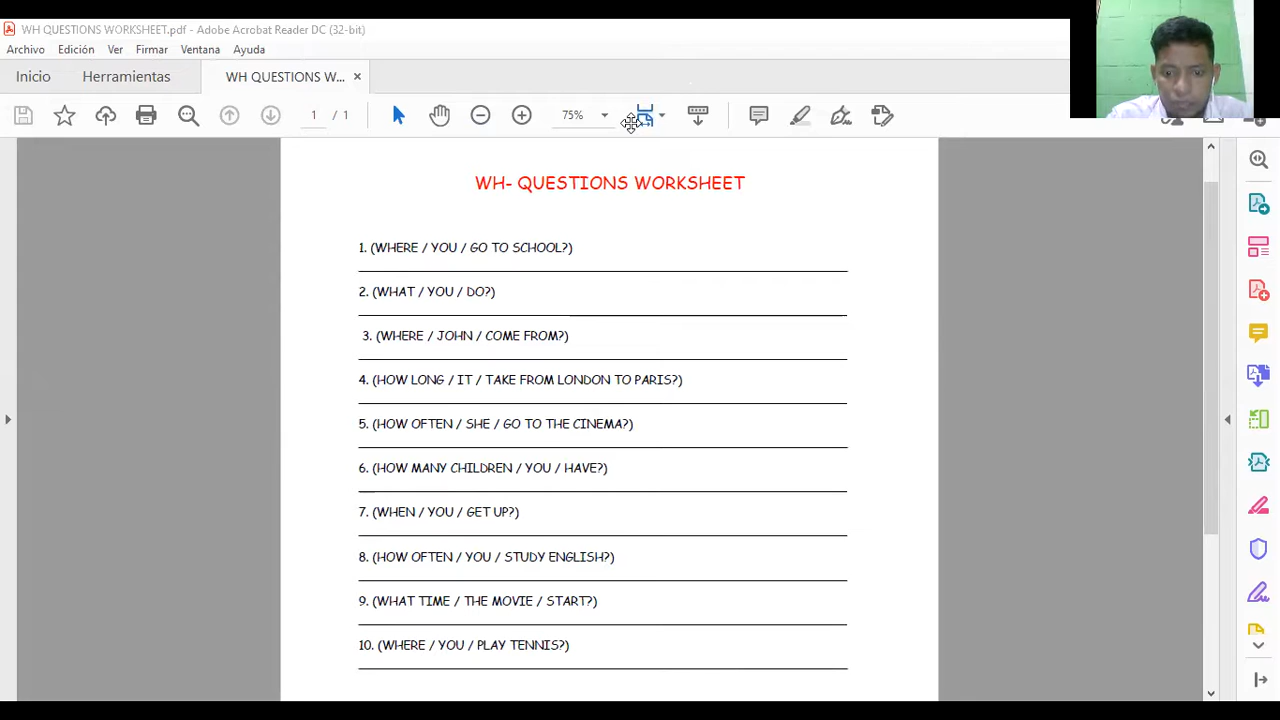 WH QUESTIONS WORKSHEET.pdf - Adobe Acrobat Reader DC (32-bit)
Archivo Edición Ver Firmar Ventana Ayuda
Inicio Herramientas WH QUESTIONS W... ×
1 / 1 75%
WH- QUESTIONS WORKSHEET
1. (WHERE / YOU / GO TO SCHOOL?)
2. (WHAT / YOU / DO?)
3. (WHERE / JOHN / COME FROM?)
4. (HOW LONG / IT / TAKE FROM LONDON TO PARIS?)
5. (HOW OFTEN / SHE / GO TO THE CINEMA?)
6. (HOW MANY CHILDREN / YOU / HAVE?)
7. (WHEN / YOU / GET UP?)
8. (HOW OFTEN / YOU / STUDY ENGLISH?)
9. (WHAT TIME / THE MOVIE / START?)
10. (WHERE / YOU / PLAY TENNIS?)